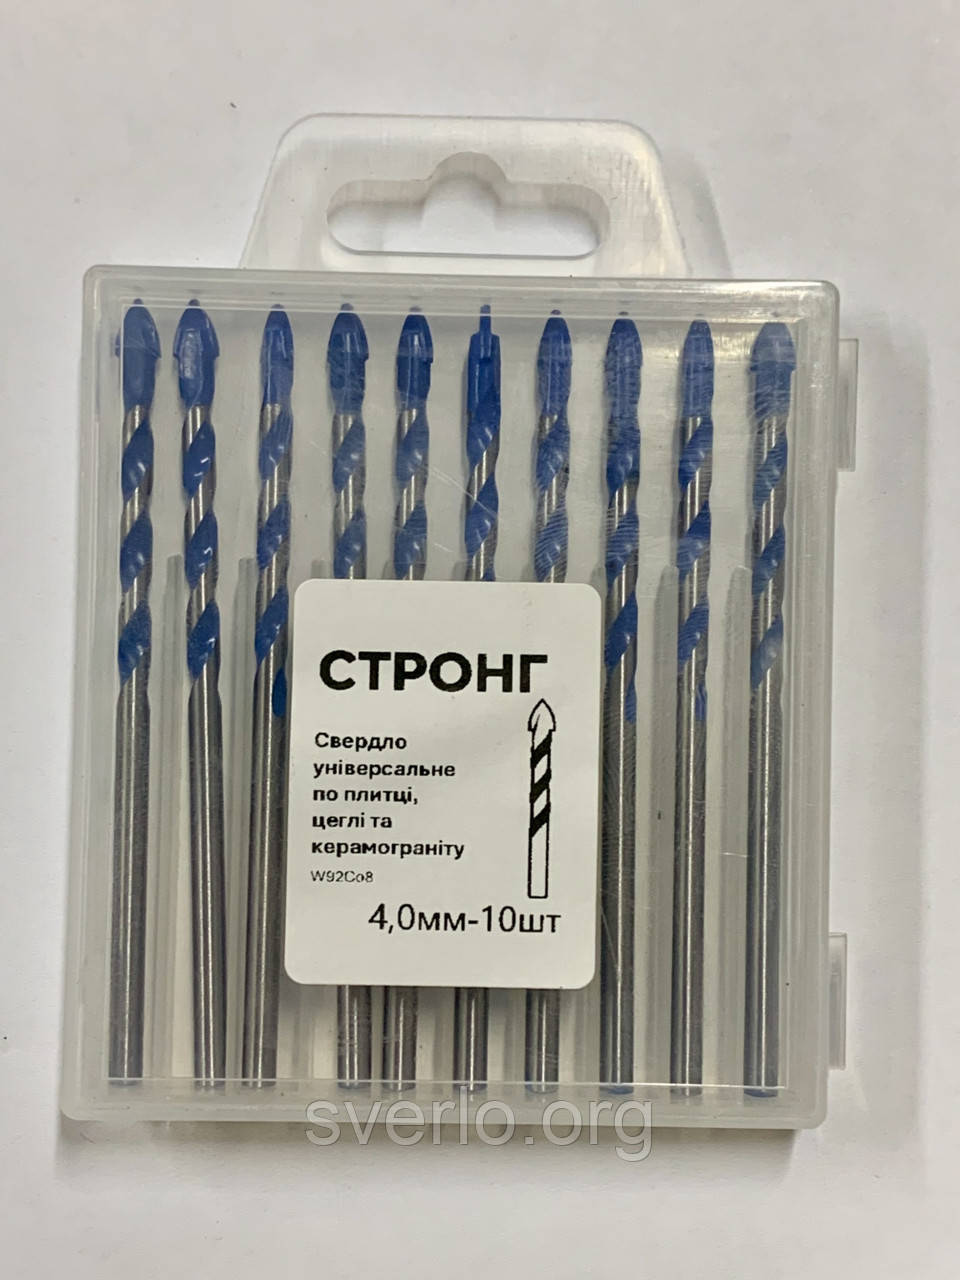 СТРОНГ
Свердло
універсальне
по плитці,
цеглі та
керамограніту
W92Co8
4,0мм-10шт
sverlo.org